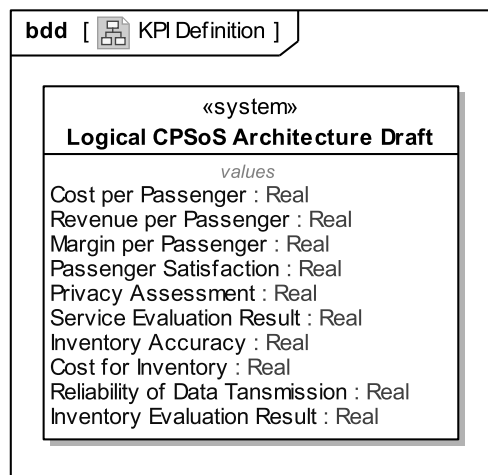 bdd [ KPI Definition ]
«system»
Logical CPSoS Architecture Draft
values
Cost per Passenger : Real
Revenue per Passenger : Real
Margin per Passenger : Real
Passenger Satisfaction : Real
Privacy Assessment : Real
Service Evaluation Result : Real
Inventory Accuracy : Real
Cost for Inventory : Real
Reliability of Data Tansmission : Real
Inventory Evaluation Result : Real